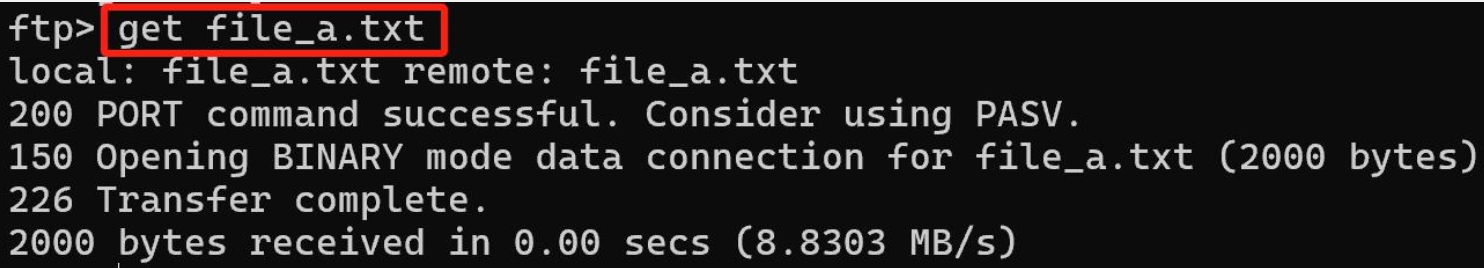 ftp> get file_a.txt
local: file_a.txt remote: file_a.txt
200 PORT command successful. Consider using PASV.
150 Opening BINARY mode data connection for file_a.txt (2000 bytes)
226 Transfer complete.
2000 bytes received in 0.00 secs (8.8303 MB/s)